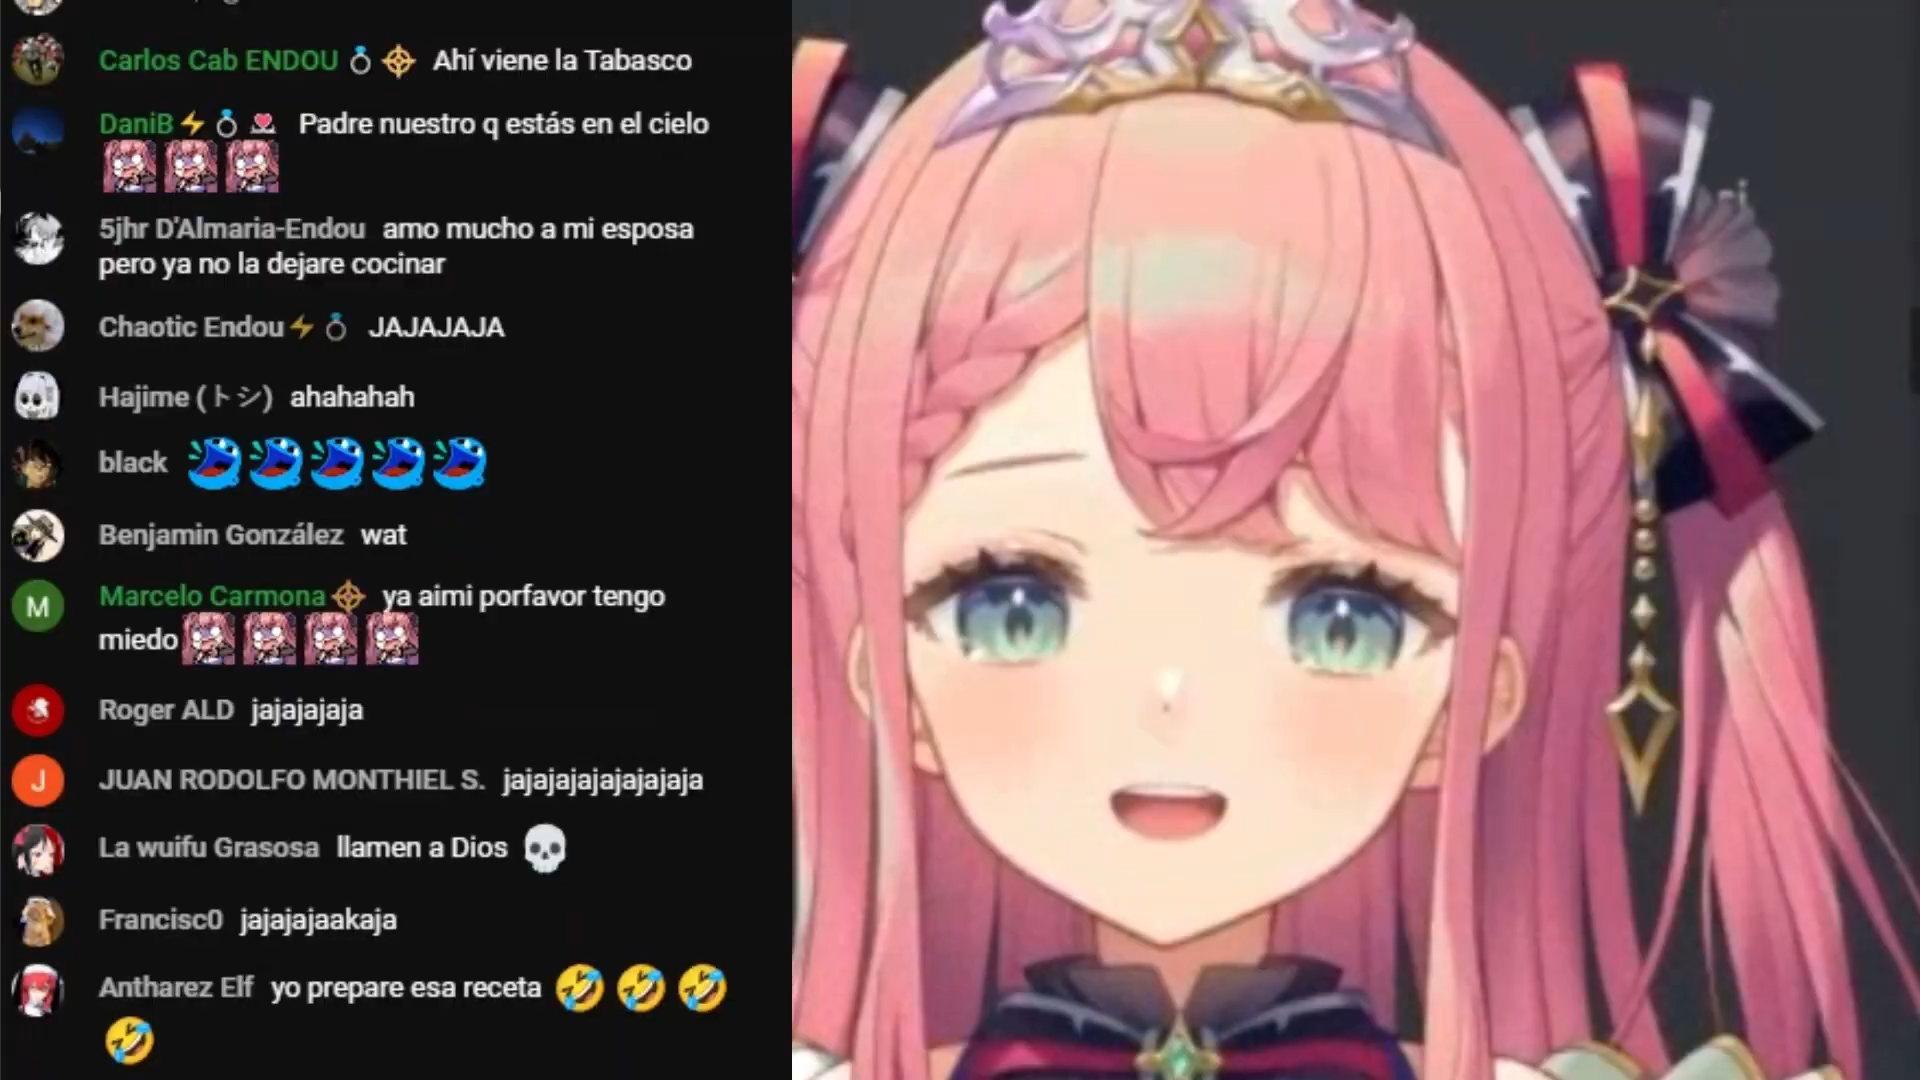 Carlos Cab ENDOU Ahí viene la Tabasco
DaniB Padre nuestro q estás en el cielo
5jhr D'Almaria-Endou amo mucho a mi esposa
pero ya no la dejare cocinar
Chaotic Endou JAJAJAJA
Hajime (トシ) ahahahah
black
Benjamin González wat
M
Marcelo Carmona ya aimi porfavor tengo
miedo
Roger ALD jajajajaja
J
JUAN RODOLFO MONTHIEL S. jajajajajajajajaja
La wuifu Grasosa llamen a Dios
Francisc0 jajajajaakaja
Antharez Elf yo prepare esa receta